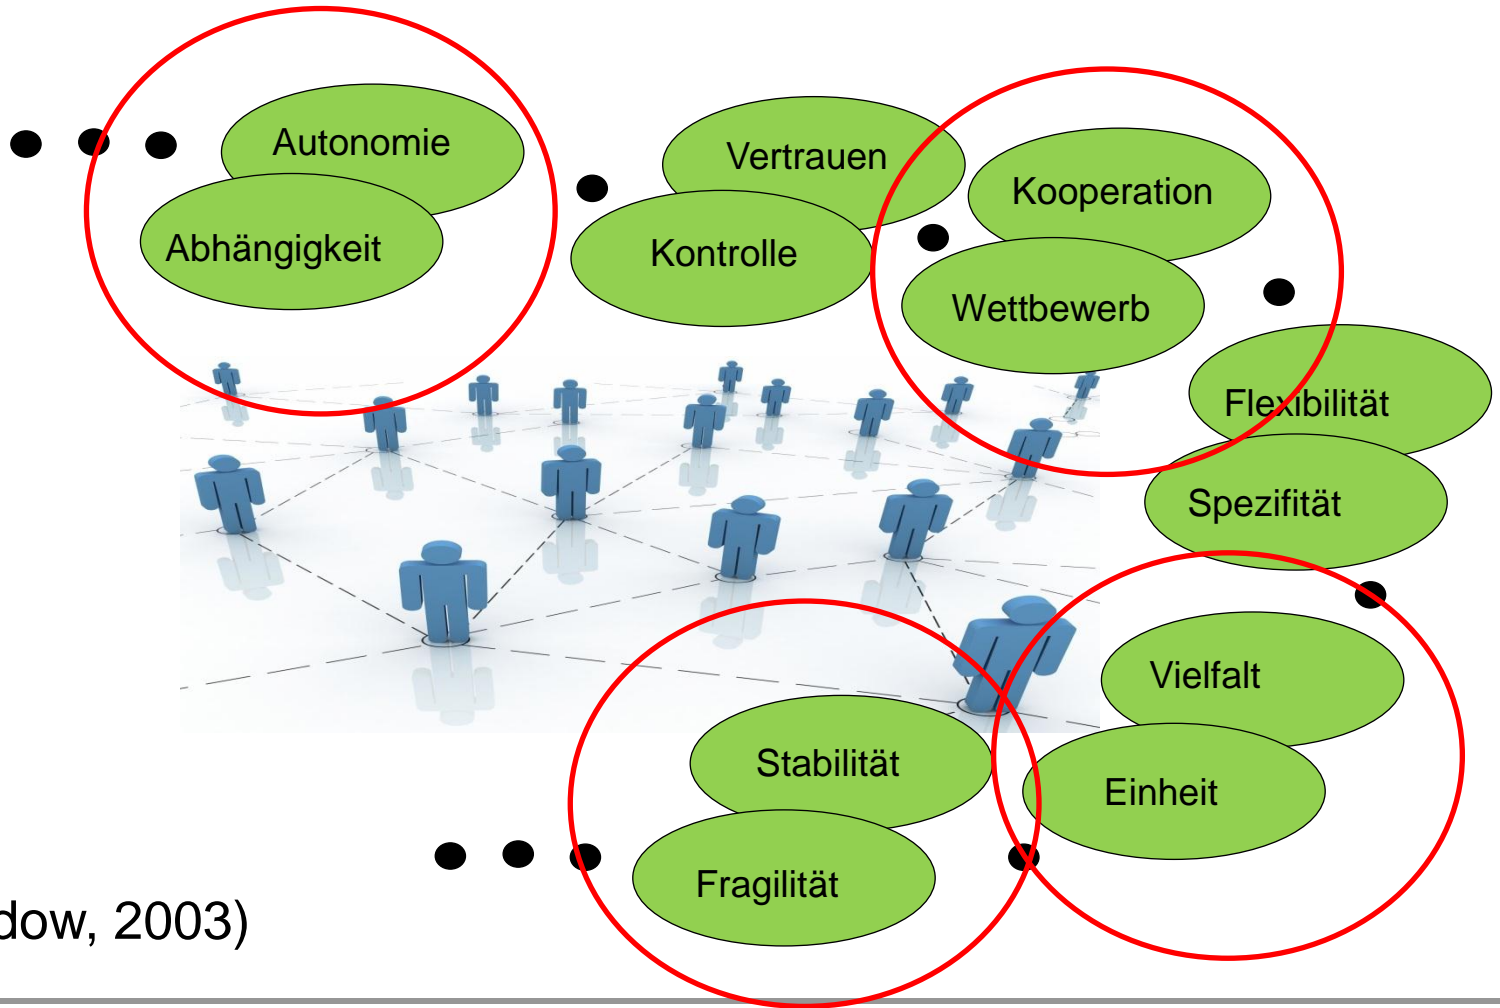 Autonomie
Abhängigkeit
Vertrauen
Kontrolle
Kooperation
Wettbewerb
Flexibilität
Spezifität
Vielfalt
Einheit
Stabilität
Fragilität
dow, 2003)